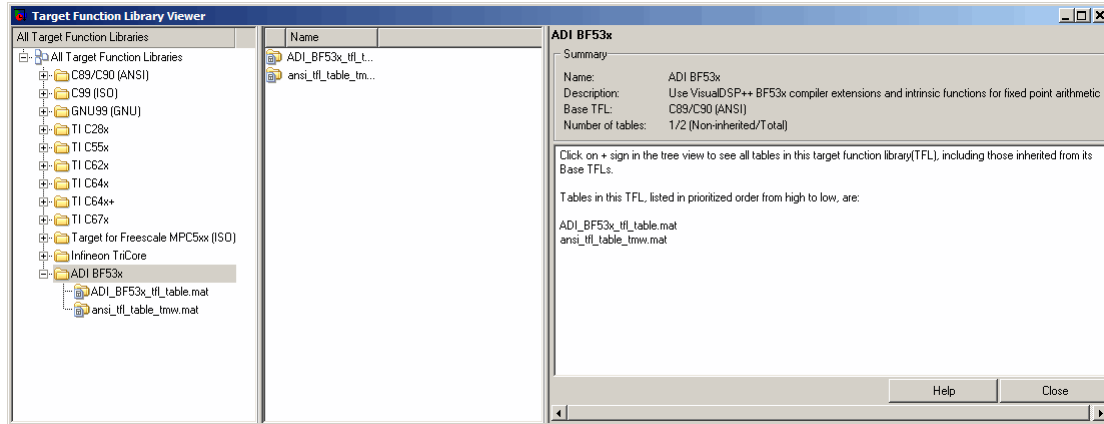 Target Function Library Viewer
All Target Function Libraries
All Target Function Libraries
C89/C90 (ANSI)
C99 (ISO)
GNU99 (GNU)
TI C28x
TI C55x
TI C62x
TI C64x
TI C64x+
TI C67x
Target for Freescale MPC5xx (ISO)
Infineon TriCore
ADI BF53x
ADI_BF53x_tfl_table.mat
ansi_tfl_table_tmw.mat
Name
ADI_BF53x_tfl_t...
ansi_tfl_table_tm...
ADI BF53x
Summary
Name: ADI BF53x
Description: Use VisualDSP++ BF53x compiler extensions and intrinsic functions for fixed point arithmetic
Base TFL: C89/C90 (ANSI)
Number of tables: 1/2 (Non-inherited/Total)
Click on + sign in the tree view to see all tables in this target function library(TFL), including those inherited from its
Base TFLs.
Tables in this TFL, listed in prioritized order from high to low, are:
ADI_BF53x_tfl_table.mat
ansi_tfl_table_tmw.mat
Help Close